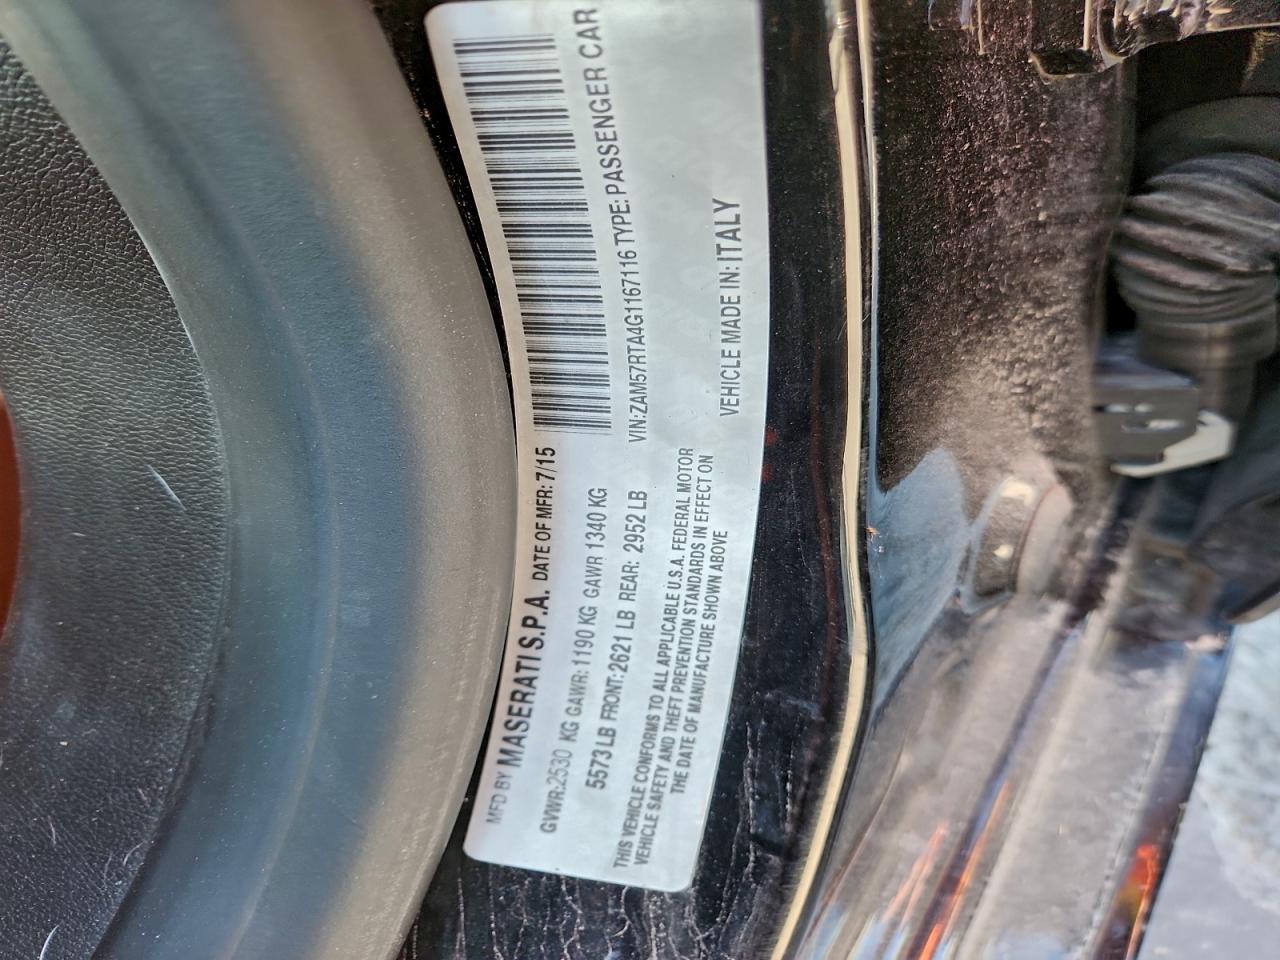 MFD BY MASERATI S.P.A. DATE OF MFR: 7/15
GVWR:2530 KG GAWR:1190 KG GAWR 1340 KG
5573 LB FRONT:2621 LB REAR: 2952 LB
VIN:ZAM57RTA4G1167116 TYPE: PASSENGER CAR
THIS VEHICLE CONFORMS TO ALL APPLICABLE U.S.A. FEDERAL MOTOR
VEHICLE SAFETY AND THEFT PREVENTION STANDARDS IN EFFECT ON
THE DATE OF MANUFACTURE SHOWN ABOVE
VEHICLE MADE IN: ITALY